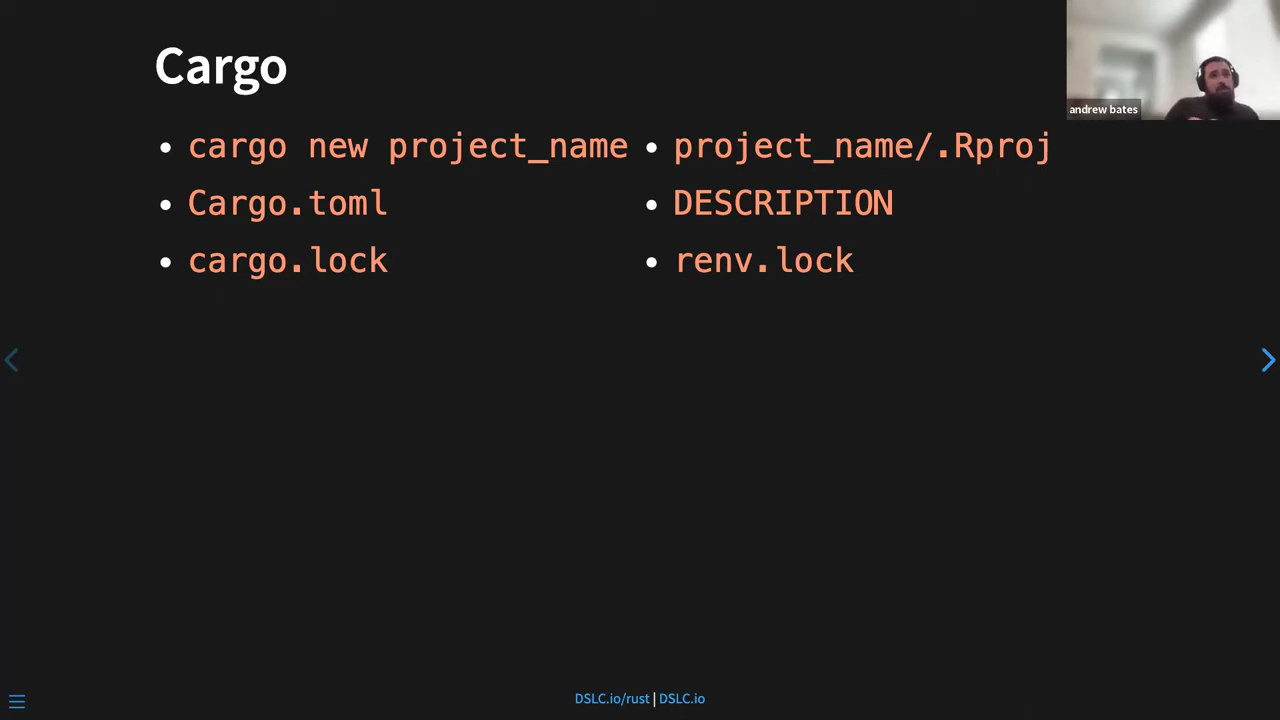 Cargo
andrew bates
cargo new project_name
Cargo.toml
cargo.lock
project_name/.Rproj
DESCRIPTION
renv.lock
DSLC.io/rust | DSLC.io